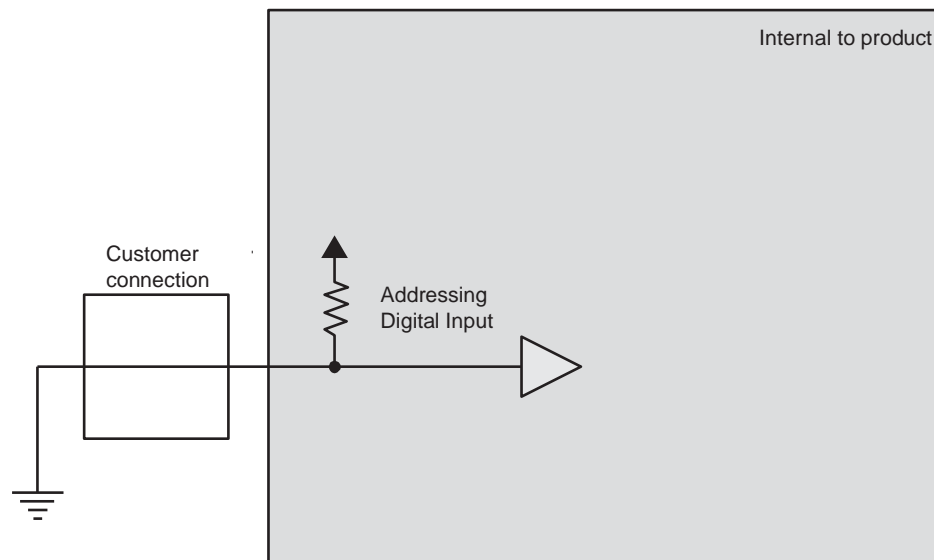 Internal to product
Customer
connection
Addressing
Digital Input